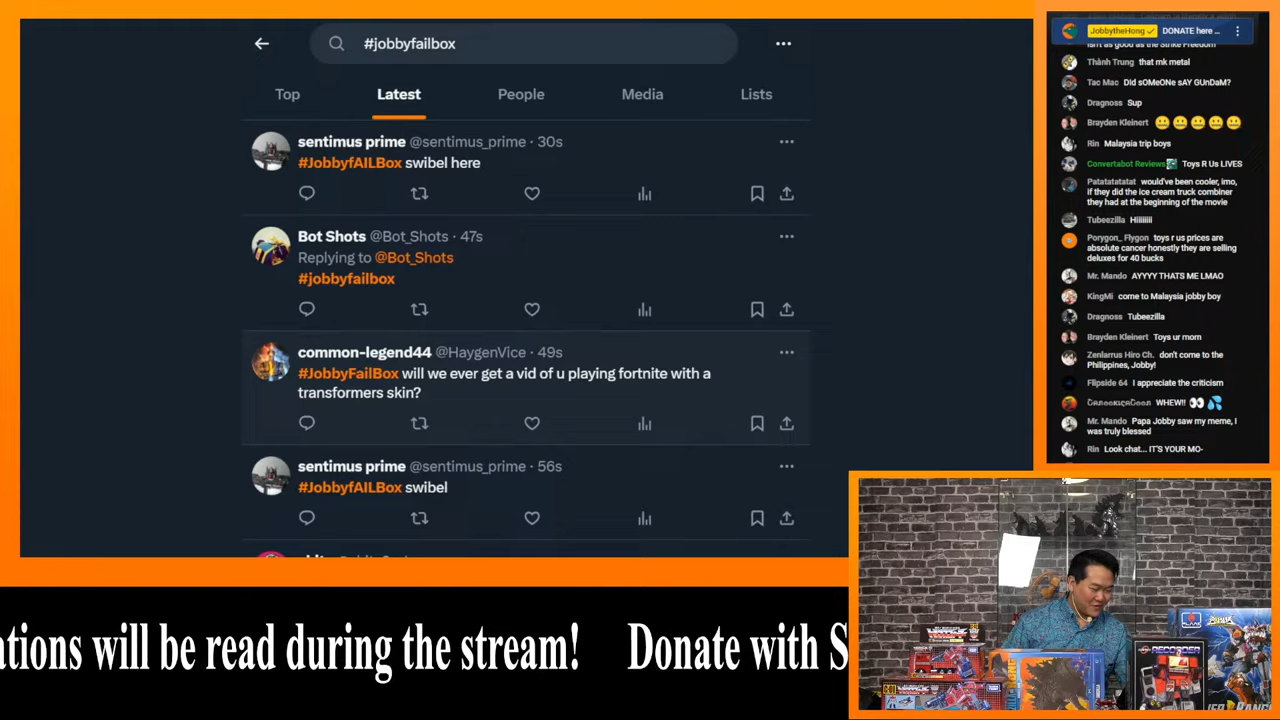 #jobbyfailbox
Top Latest People Media Lists
sentimus prime @sentimus_prime · 30s
#JobbyfAILBox swibel here
Bot Shots @Bot_Shots · 47s
Replying to @Bot_Shots
#jobbyfailbox
common-legend44 @HaygenVice · 49s
#JobbyFailBox will we ever get a vid of u playing fortnite with a
transformers skin?
sentimus prime @sentimus_prime · 56s
#JobbyfAILBox swibel
JobbytheHong DONATE here ...
isn't as good as the Strike Freedom
Thành Trung that mk metal
Tac Mac DId sOMeONe sAY GUnDaM?
Dragnoss Sup
Brayden Kleinert
Rin Malaysia trip boys
Convertabot Reviews Toys R Us LIVES
Patatatatatat would've been cooler, imo,
if they did the ice cream truck combiner
they had at the beginning of the movie
Tubeezilla Hiiiiiiii
Porygon_ Flygon toys r us prices are
absolute cancer honestly they are selling
deluxes for 40 bucks
Mr. Mando AYYYY THATS ME LMAO
KingMi come to Malaysia jobby boy
Dragnoss Tubeezilla
Brayden Kleinert Toys ur mom
Zenlarrus Hiro Ch. don't come to the
Philippines, Jobby!
Flipside 64 I appreciate the criticism
WHEW!!
Mr. Mando Papa Jobby saw my meme, I
was truly blessed
Rin Look chat... IT'S YOUR MO-
ations will be read during the stream! Donate with S
RECORDER